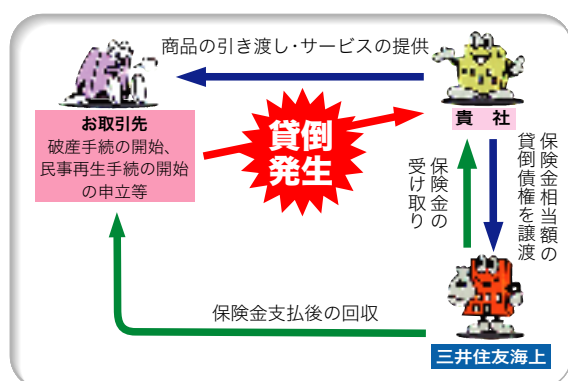 商品の引き渡し・サービスの提供
お取引先
破産手続の開始、
民事再生手続の開始
の申立等
貸倒
発生
貴 社
保険金の
受け取り
保険金相当額の
貸倒債権を譲渡
保険金支払後の回収
三井住友海上